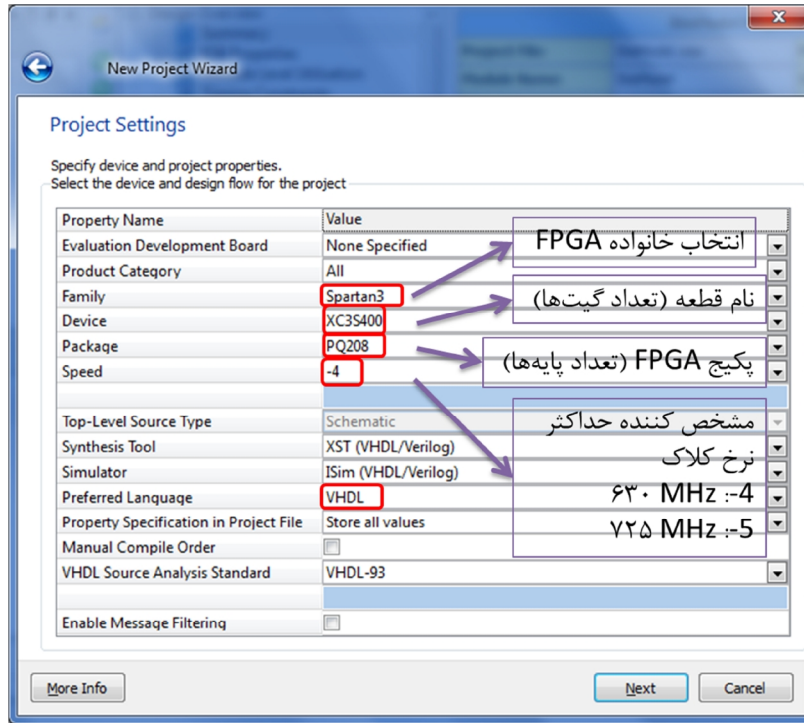 New Project Wizard
Project Settings
Specify device and project properties.
Select the device and design flow for the project
Property Name Value
Evaluation Development Board None Specified
Product Category All
Family Spartan3
Device XC3S400
Package PQ208
Speed -4
Top-Level Source Type Schematic
Synthesis Tool XST (VHDL/Verilog)
Simulator ISim (VHDL/Verilog)
Preferred Language VHDL
Property Specification in Project File Store all values
Manual Compile Order
VHDL Source Analysis Standard VHDL-93
Enable Message Filtering
انتخاب خانواده FPGA
نام قطعه (تعداد گیت‌ها)
پکیج FPGA (تعداد پایه‌ها)
مشخص کننده حداکثر
نرخ کلاک
-4: ۶۳۰ MHz
-5: ۷۲۵ MHz
More Info
Next
Cancel